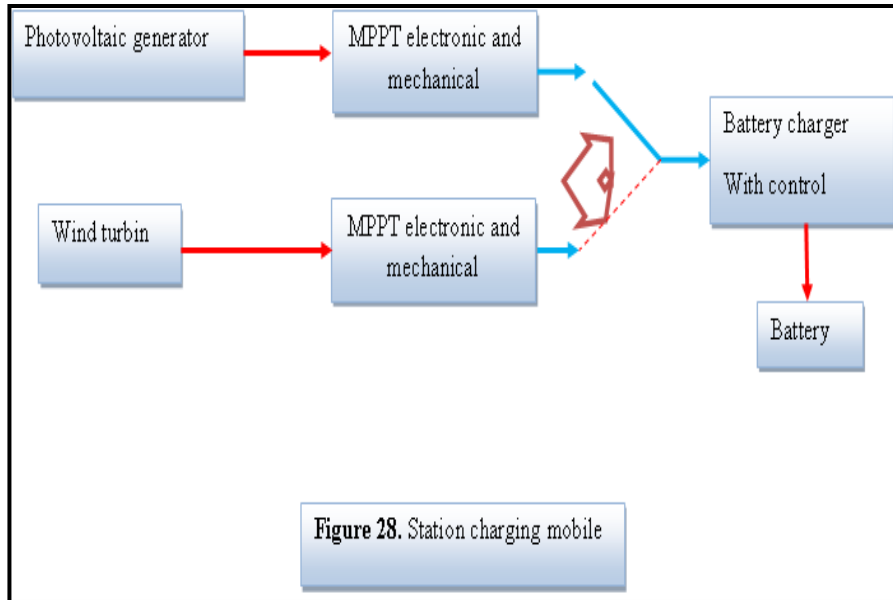 Photovoltaic generator
MPPT electronic and
mechanical
Battery charger
With control
Wind turbin
MPPT electronic and
mechanical
Battery
Figure 28. Station charging mobile